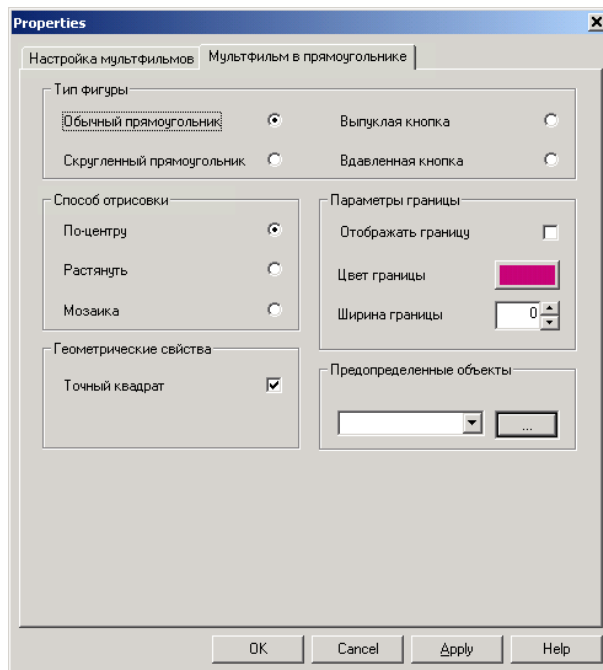 Properties
Настройка мультфильмов
Мультфильм в прямоугольнике
Тип фигуры
Обычный прямоугольник
Выпуклая кнопка
Скругленный прямоугольник
Вдавленная кнопка
Способ отрисовки
По-центру
Растянуть
Мозаика
Параметры границы
Отображать границу
Цвет границы
Ширина границы
0
Геометрические свйства
Точный квадрат
Предопределенные объекты
...
OK
Cancel
Apply
Help